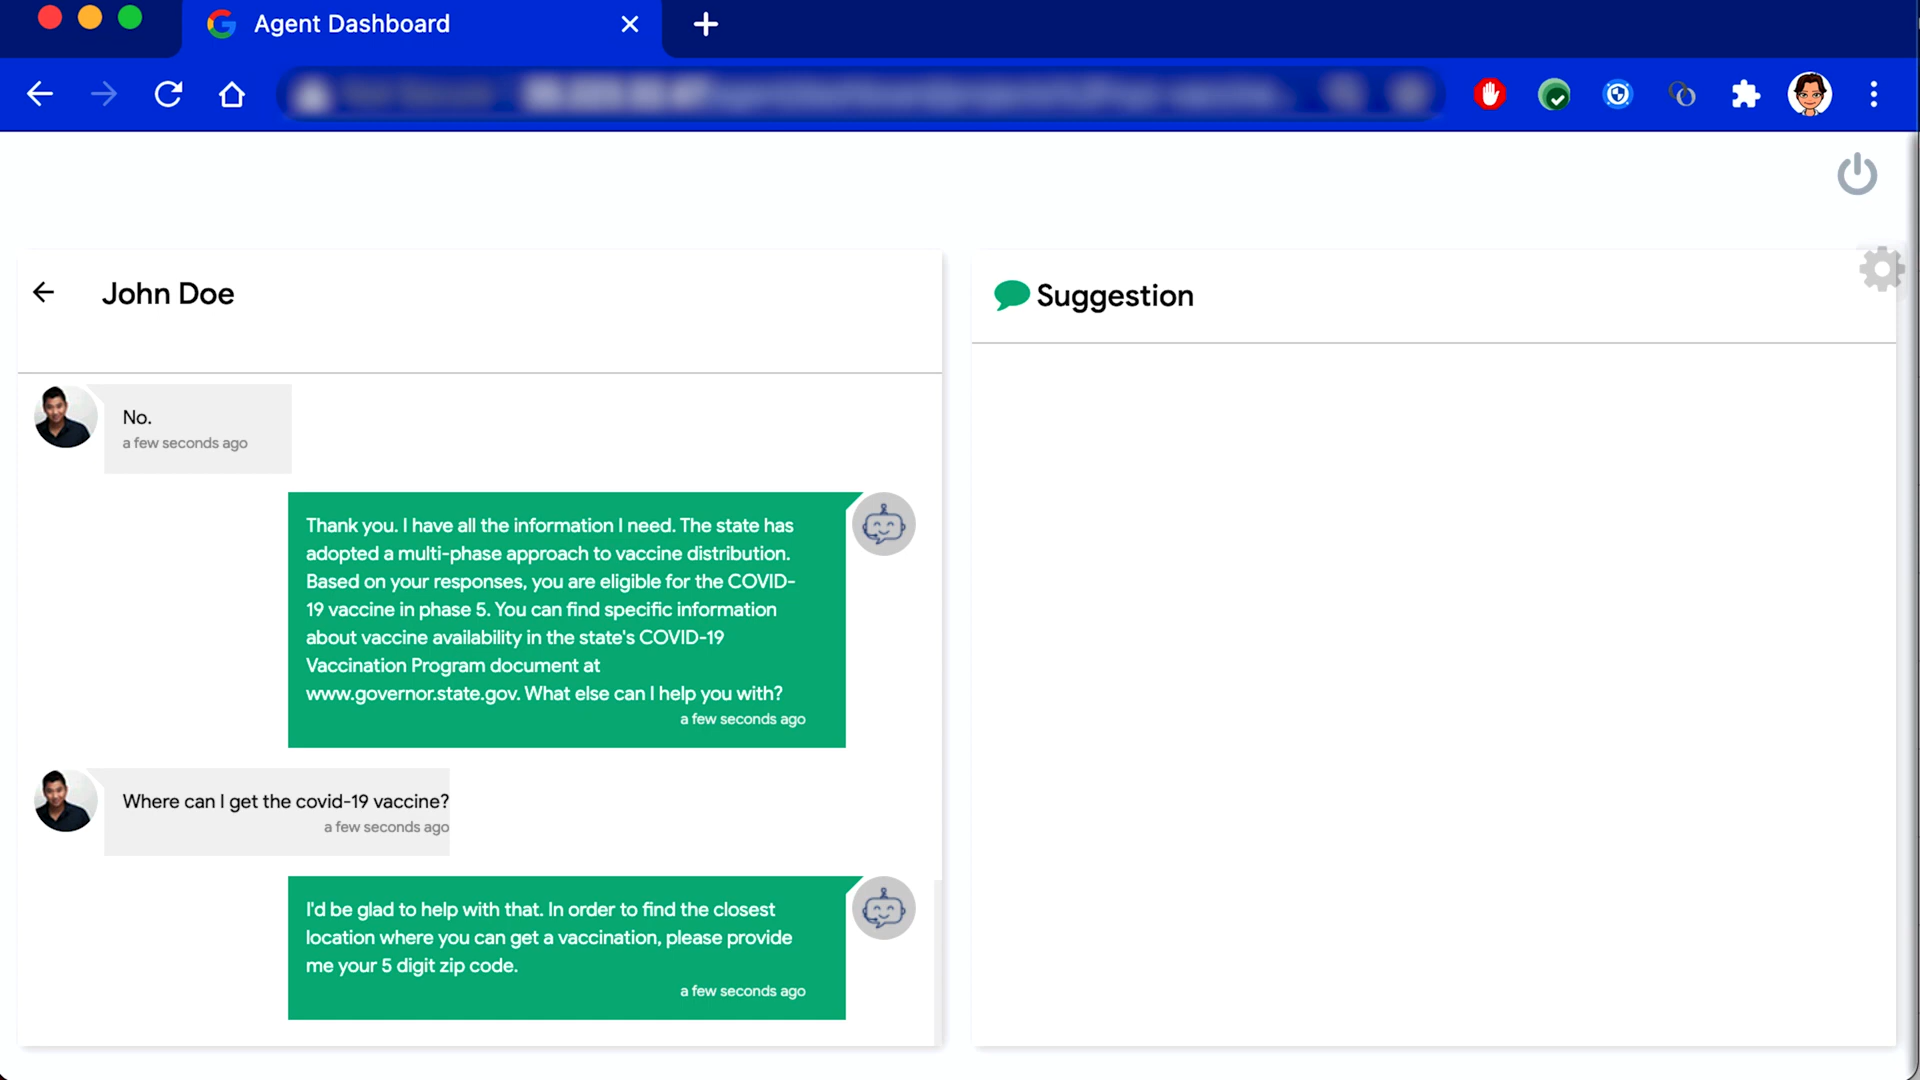 Agent Dashboard
John Doe
No.
a few seconds ago
Thank you. I have all the information I need. The state has
adopted a multi-phase approach to vaccine distribution.
Based on your responses, you are eligible for the COVID-
19 vaccine in phase 5. You can find specific information
about vaccine availability in the state's COVID-19
Vaccination Program document at
www.governor.state.gov. What else can I help you with?
a few seconds ago
Where can I get the covid-19 vaccine?
a few seconds ago
I'd be glad to help with that. In order to find the closest
location where you can get a vaccination, please provide
me your 5 digit zip code.
a few seconds ago
Suggestion